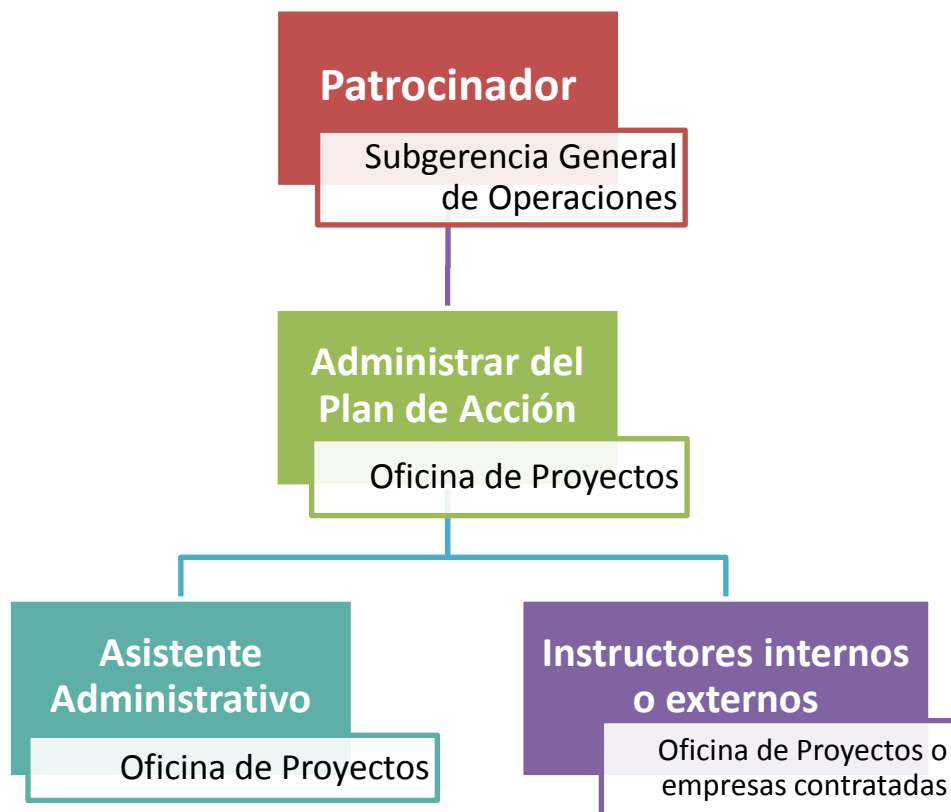 Patrocinador
Subgerencia General
de Operaciones
Administrar del
Plan de Acción
Oficina de Proyectos
Asistente
Administrativo
Oficina de Proyectos
Instructores internos
o externos
Oficina de Proyectos o
empresas contratadas